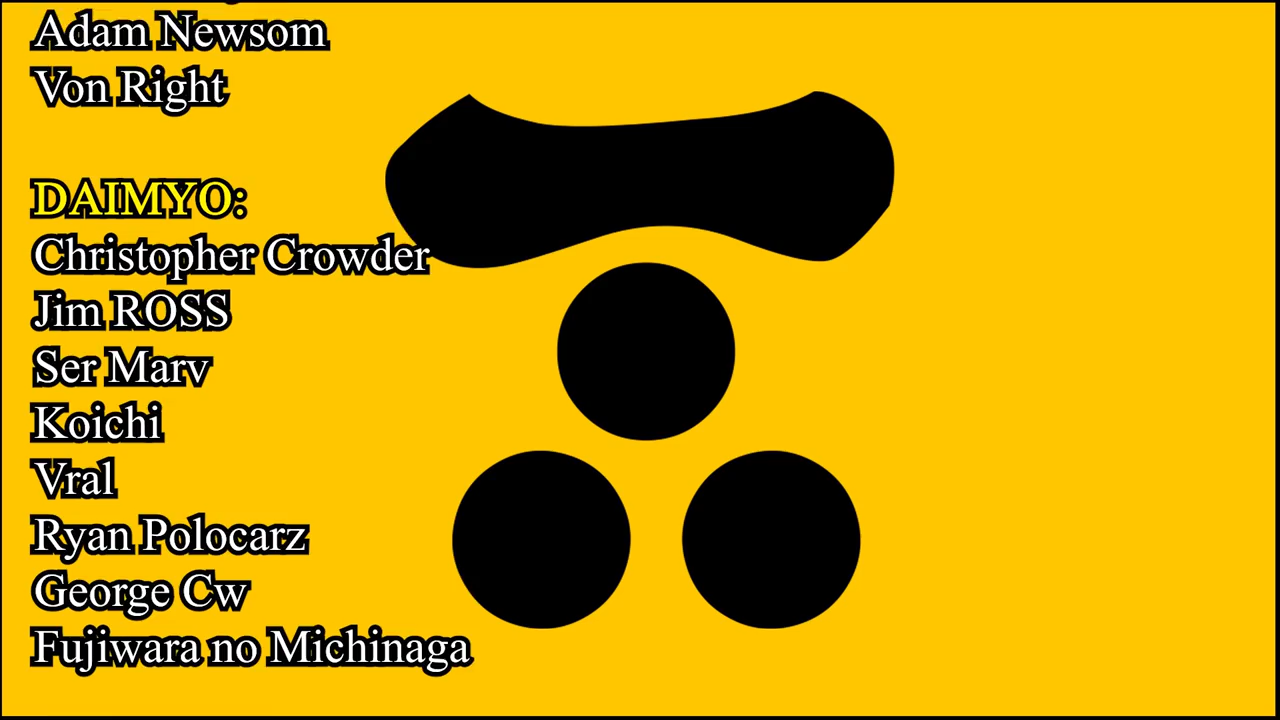 Adam Newsom
Von Right
DAIMYO:
Christopher Crowder
Jim ROSS
Ser Marv
Koichi
Vral
Ryan Polocarz
George Cw
Fujiwara no Michinaga